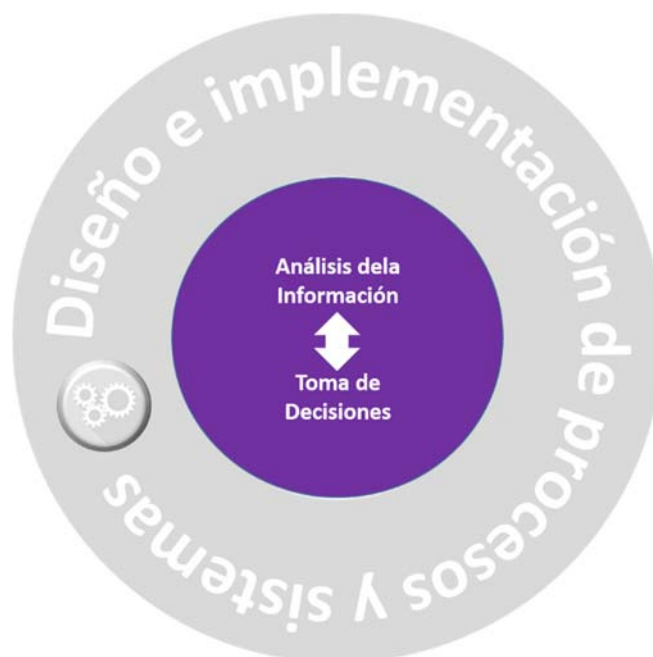 Diseño e implementación de procesos y sistemas
Análisis dela
Información
Toma de
Decisiones